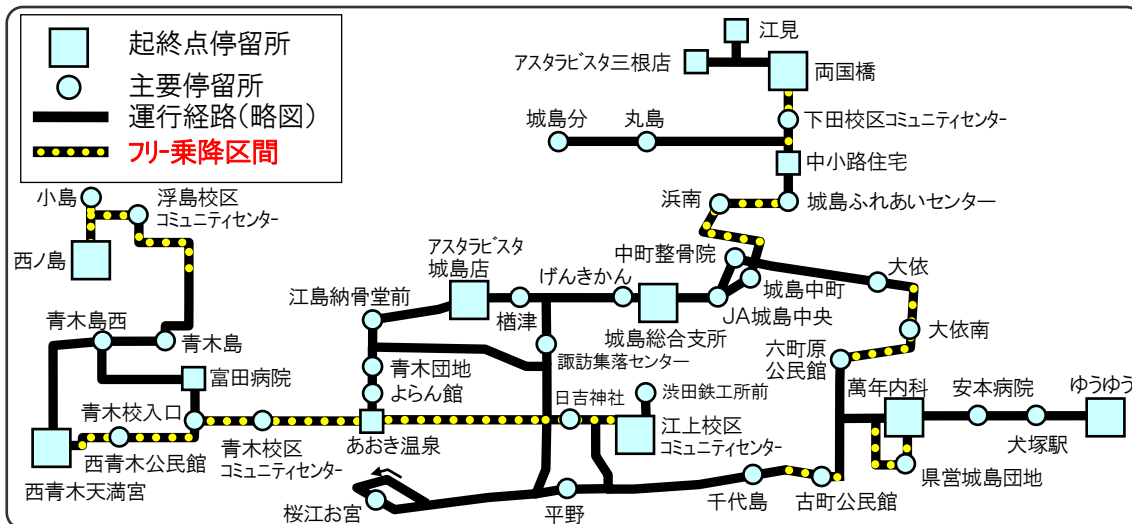 起終点停留所
主要停留所
運行経路(略図)
フリー乗降区間
江見
アスタラビスタ三根店
両国橋
城島分
丸島
下田校区コミュニティセンター
中小路住宅
小島
浮島校区
コミュニティセンター
浜南
城島ふれあいセンター
西ノ島
アスタラビスタ
城島店
中町整骨院
げんきかん
大依
江島納骨堂前
城島中町
楢津
城島総合支所
JA城島中央
青木島西
青木島
大依南
諏訪集落センター
六町原
公民館
富田病院
青木団地
よらん館
日吉神社
渋田鉄工所前
萬年内科
安本病院
ゆうゆう
青木校入口
あおき温泉
江上校区
コミュニティセンター
犬塚駅
西青木公民館
青木校区
コミュニティセンター
県営城島団地
西青木天満宮
桜江お宮
平野
千代島
古町公民館